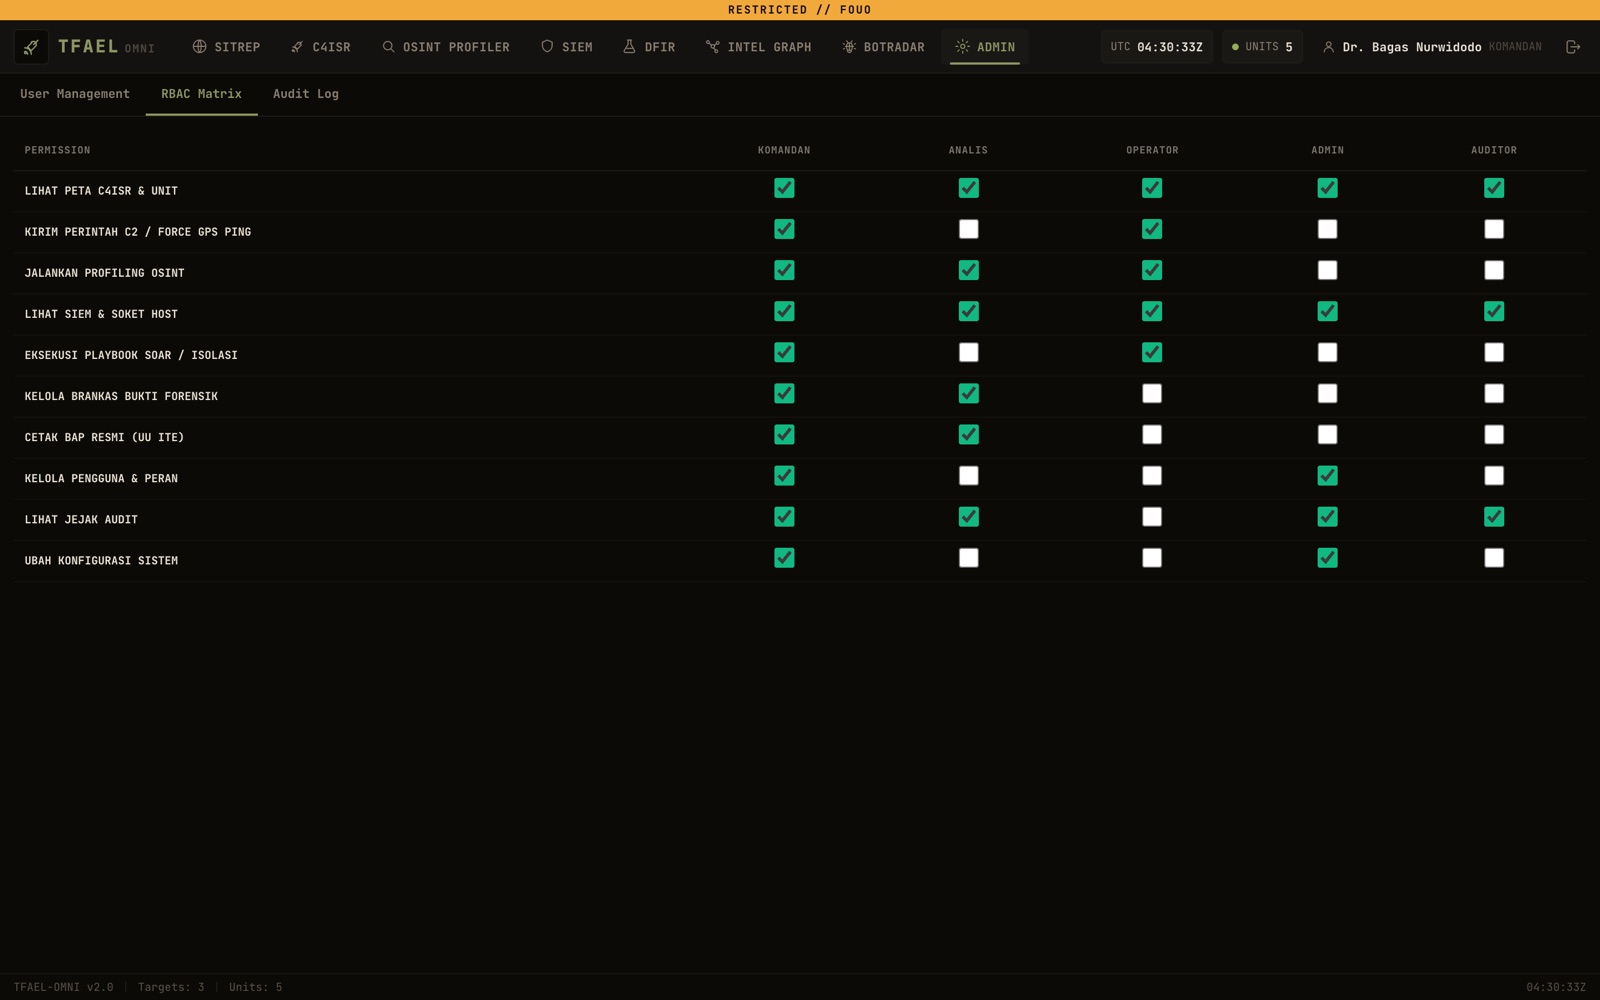 RESTRICTED // FOUO
TFAEL OMNI SITREP C4ISR OSINT PROFILER SIEM DFIR INTEL GRAPH BOTRADAR ADMIN UTC 04:30:33Z UNITS 5 Dr. Bagas Nurwidodo KOMANDAN
User Management RBAC Matrix Audit Log
PERMISSION KOMANDAN ANALIS OPERATOR ADMIN AUDITOR
LIHAT PETA C4ISR & UNIT
KIRIM PERINTAH C2 / FORCE GPS PING
JALANKAN PROFILING OSINT
LIHAT SIEM & SOKET HOST
EKSEKUSI PLAYBOOK SOAR / ISOLASI
KELOLA BRANKAS BUKTI FORENSIK
CETAK BAP RESMI (UU ITE)
KELOLA PENGGUNA & PERAN
LIHAT JEJAK AUDIT
UBAH KONFIGURASI SISTEM
TFAEL-OMNI v2.0 | Targets: 3 | Units: 5 04:30:33Z